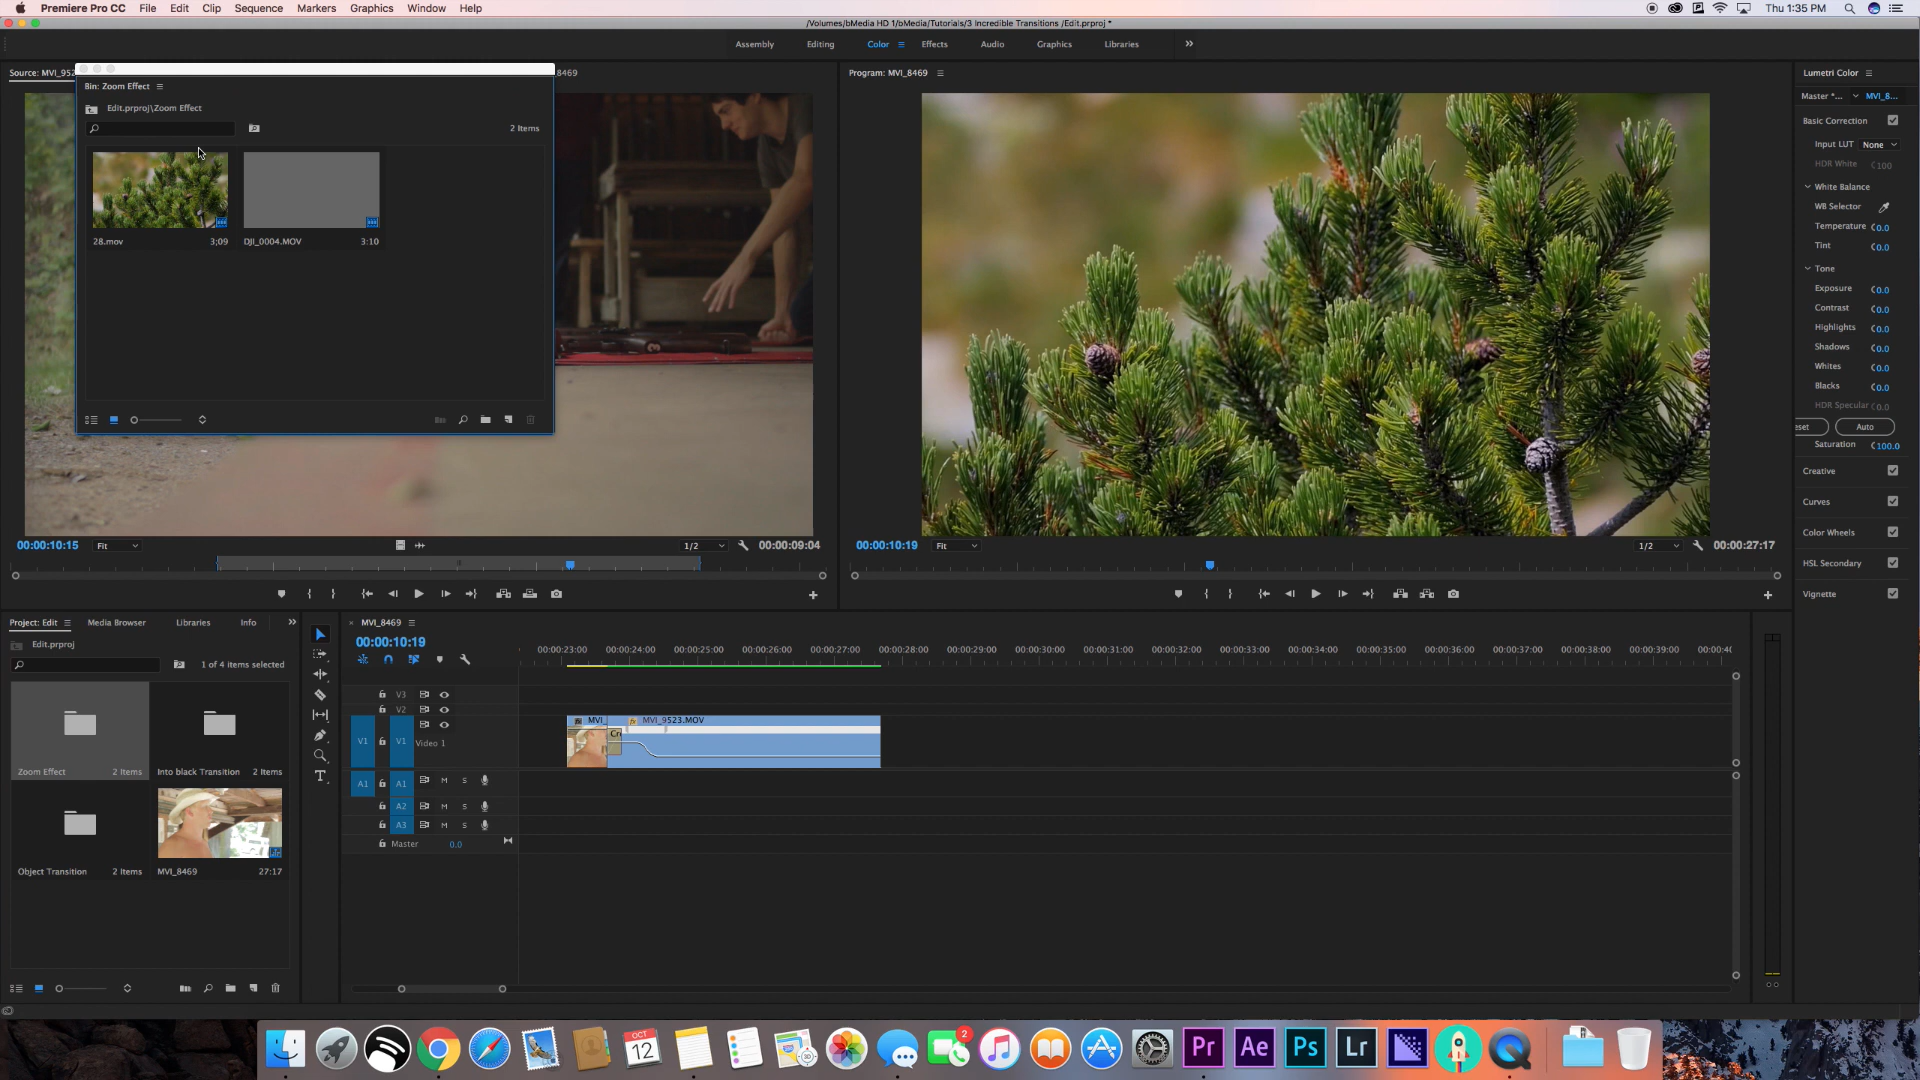 Premiere Pro CC File Edit Clip Sequence Markers Graphics Window Help Thu 1:35 PM
/Volumes/bMedia HD 1/bMedia/Tutorials/3 Incredible Transitions /Edit.prproj *
Assembly Editing Color Effects Audio Graphics Libraries
Source: MVI_952
8469
Program: MVI_8469
Lumetri Color
Bin: Zoom Effect
Edit.prproj\Zoom Effect
2 Items
28.mov 3;09
DJI_0004.MOV 3:10
Master *... MVI_8...
Basic Correction
Input LUT None
HDR White 100
White Balance
WB Selector
Temperature 0.0
Tint 0.0
Tone
Exposure 0.0
Contrast 0.0
Highlights 0.0
Shadows 0.0
Whites 0.0
Blacks 0.0
HDR Specular 0.0
eset Auto
Saturation 100.0
Creative
Curves
Color Wheels
HSL Secondary
Vignette
00:00:10:15 Fit 1/2 00:00:09:04
00:00:10:19 Fit 1/2 00:00:27:17
Project: Edit Media Browser Libraries Info
Edit.prproj
1 of 4 items selected
Zoom Effect 2 Items
Into black Transition 2 Items
Object Transition 2 Items
MVI_8469 27:17
MVI_8469
00:00:10:19
00:00:23:00 00:00:24:00 00:00:25:00 00:00:26:00 00:00:27:00 00:00:28:00 00:00:29:00 00:00:30:00 00:00:31:00 00:00:32:00 00:00:33:00 00:00:34:00 00:00:35:00 00:00:36:00 00:00:37:00 00:00:38:00 00:00:39:00 00:00:4
V3
V2
V1 V1 Video 1
MVI_ MVI_9523.MOV
Cr
A1 A1 M S
A2 M S
A3 M S
Master 0.0
OCT
12
2
3D
Pr Ae Ps Lr